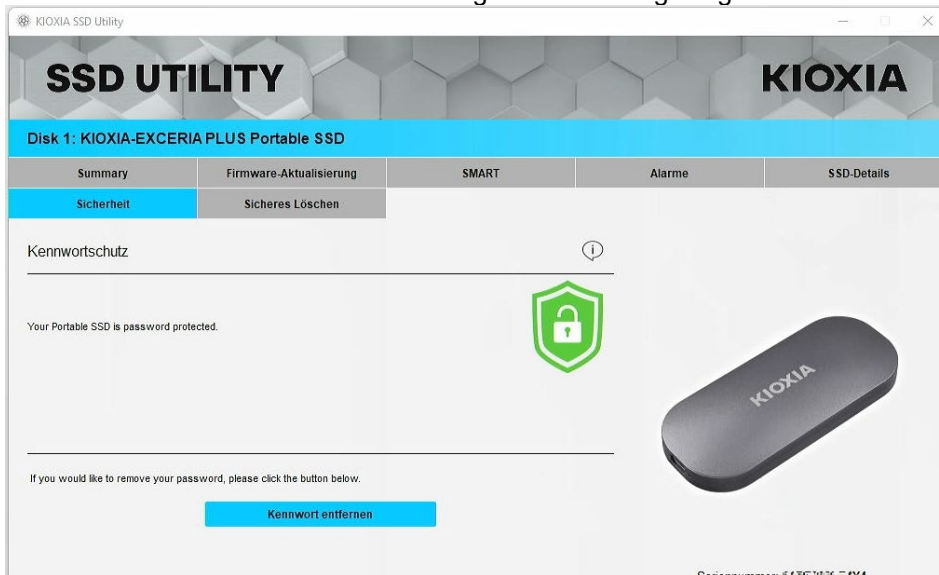 KIOXIA SSD Utility
SSD UTILITY
KIOXIA
Disk 1: KIOXIA-EXCERIA PLUS Portable SSD
Summary Firmware-Aktualisierung SMART Alarme SSD-Details
Sicherheit Sicheres Löschen
Kennwortschutz
Your Portable SSD is password protected.
KIOXIA
If you would like to remove your password, please click the button below.
Kennwort entfernen